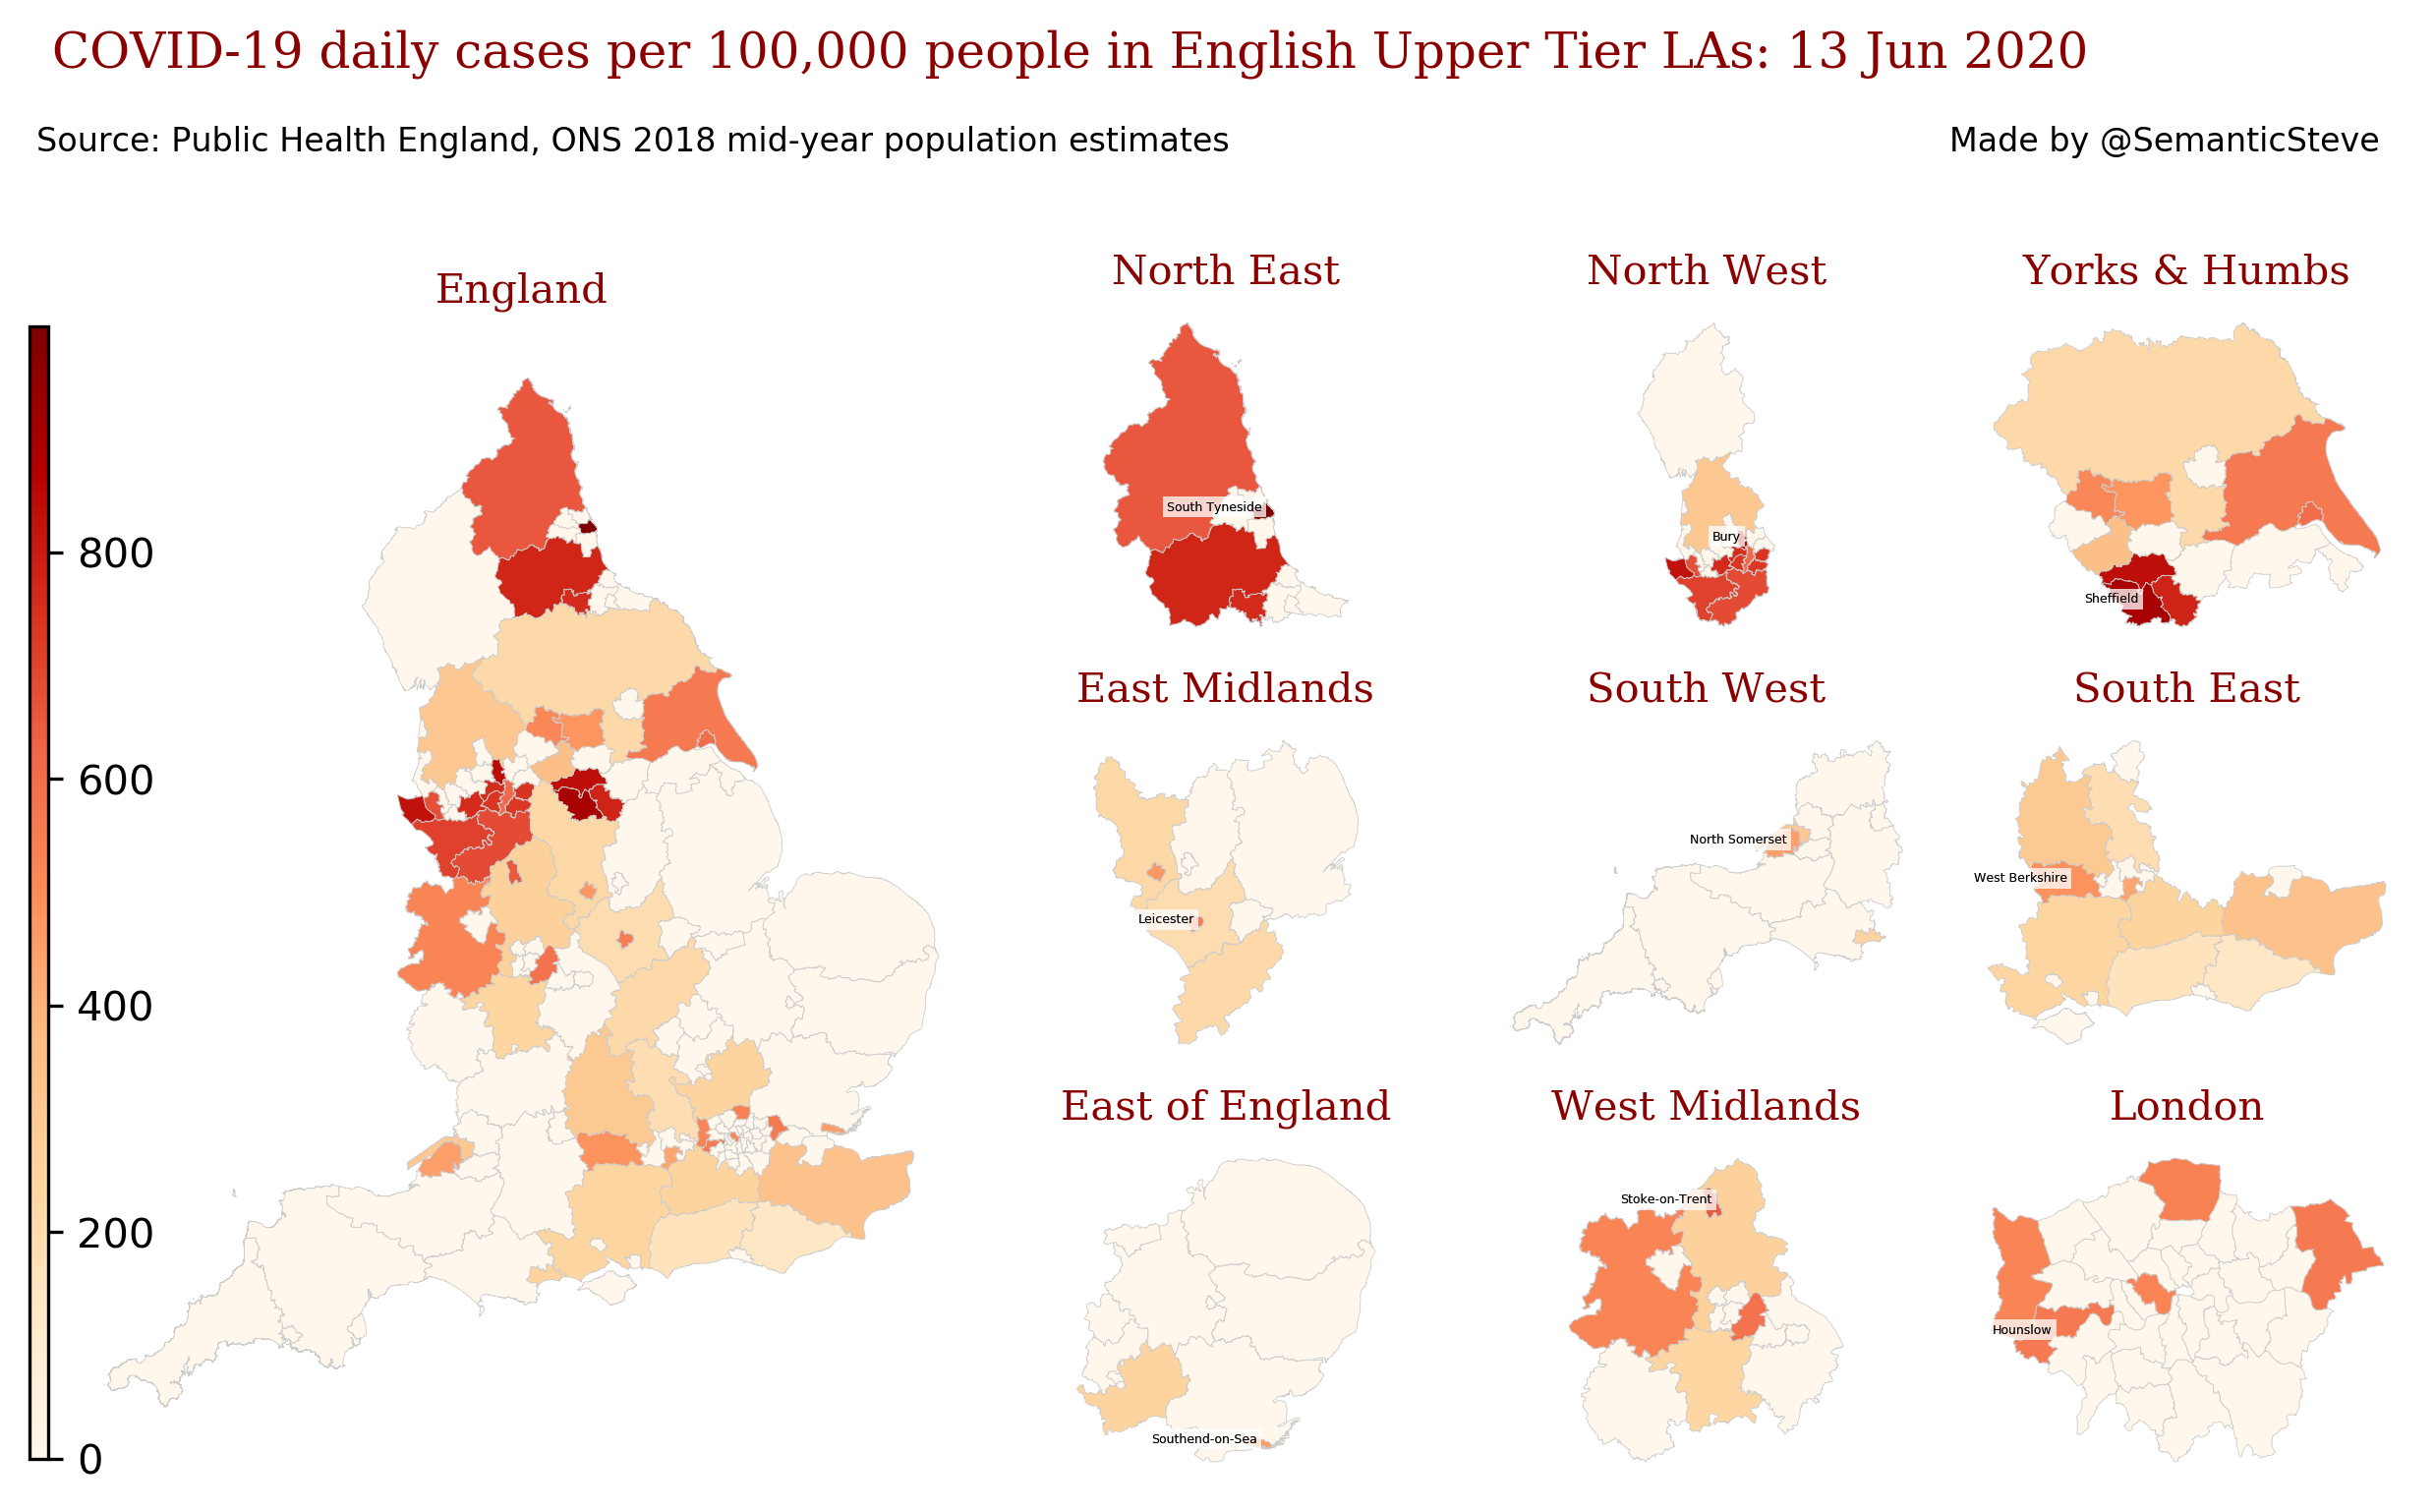 COVID-19 daily cases per 100,000 people in English Upper Tier LAs: 13 Jun 2020
Source: Public Health England, ONS 2018 mid-year population estimates
Made by @SemanticSteve
England
800
600
400
200
0
North East
South Tyneside
North West
Bury
Yorks & Humbs
Sheffield
East Midlands
Leicester
South West
North Somerset
South East
West Berkshire
East of England
Southend-on-Sea
West Midlands
Stoke-on-Trent
London
Hounslow